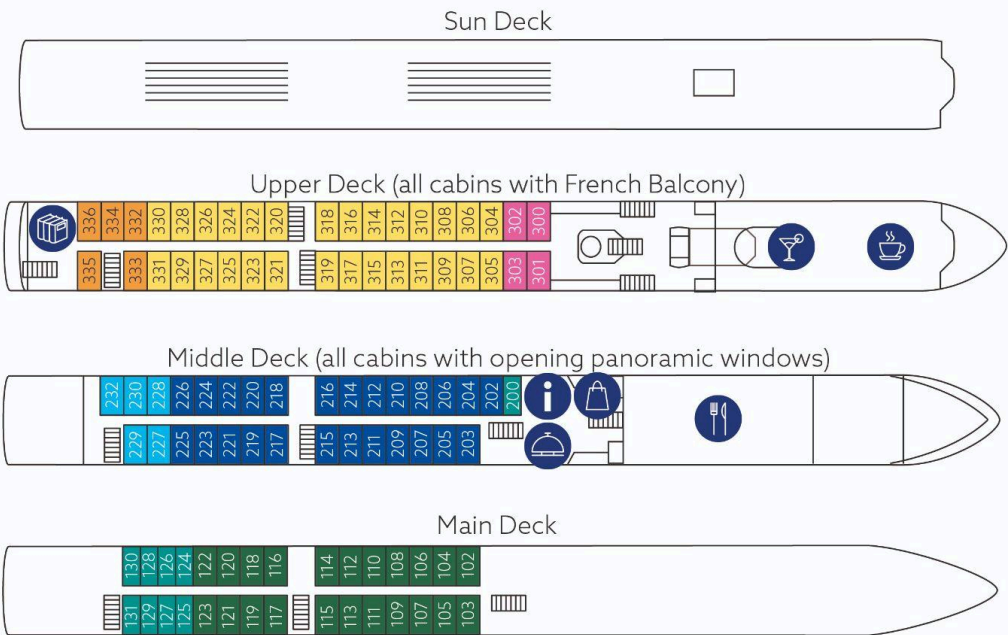 Sun Deck
Upper Deck (all cabins with French Balcony)
336 334 332 330 328 326 324 322 320 318 316 314 312 310 308 306 304 302 300
335 333 331 329 327 325 323 321 319 317 315 313 311 309 307 305 303 301
Middle Deck (all cabins with opening panoramic windows)
232 230 228 226 224 222 220 218 216 214 212 210 208 206 204 202 200
i
229 227 225 223 221 219 217 215 213 211 209 207 205 203
Main Deck
130 128 126 124 122 120 118 116 114 112 110 108 106 104 102
131 129 127 125 123 121 119 117 115 113 111 109 107 105 103